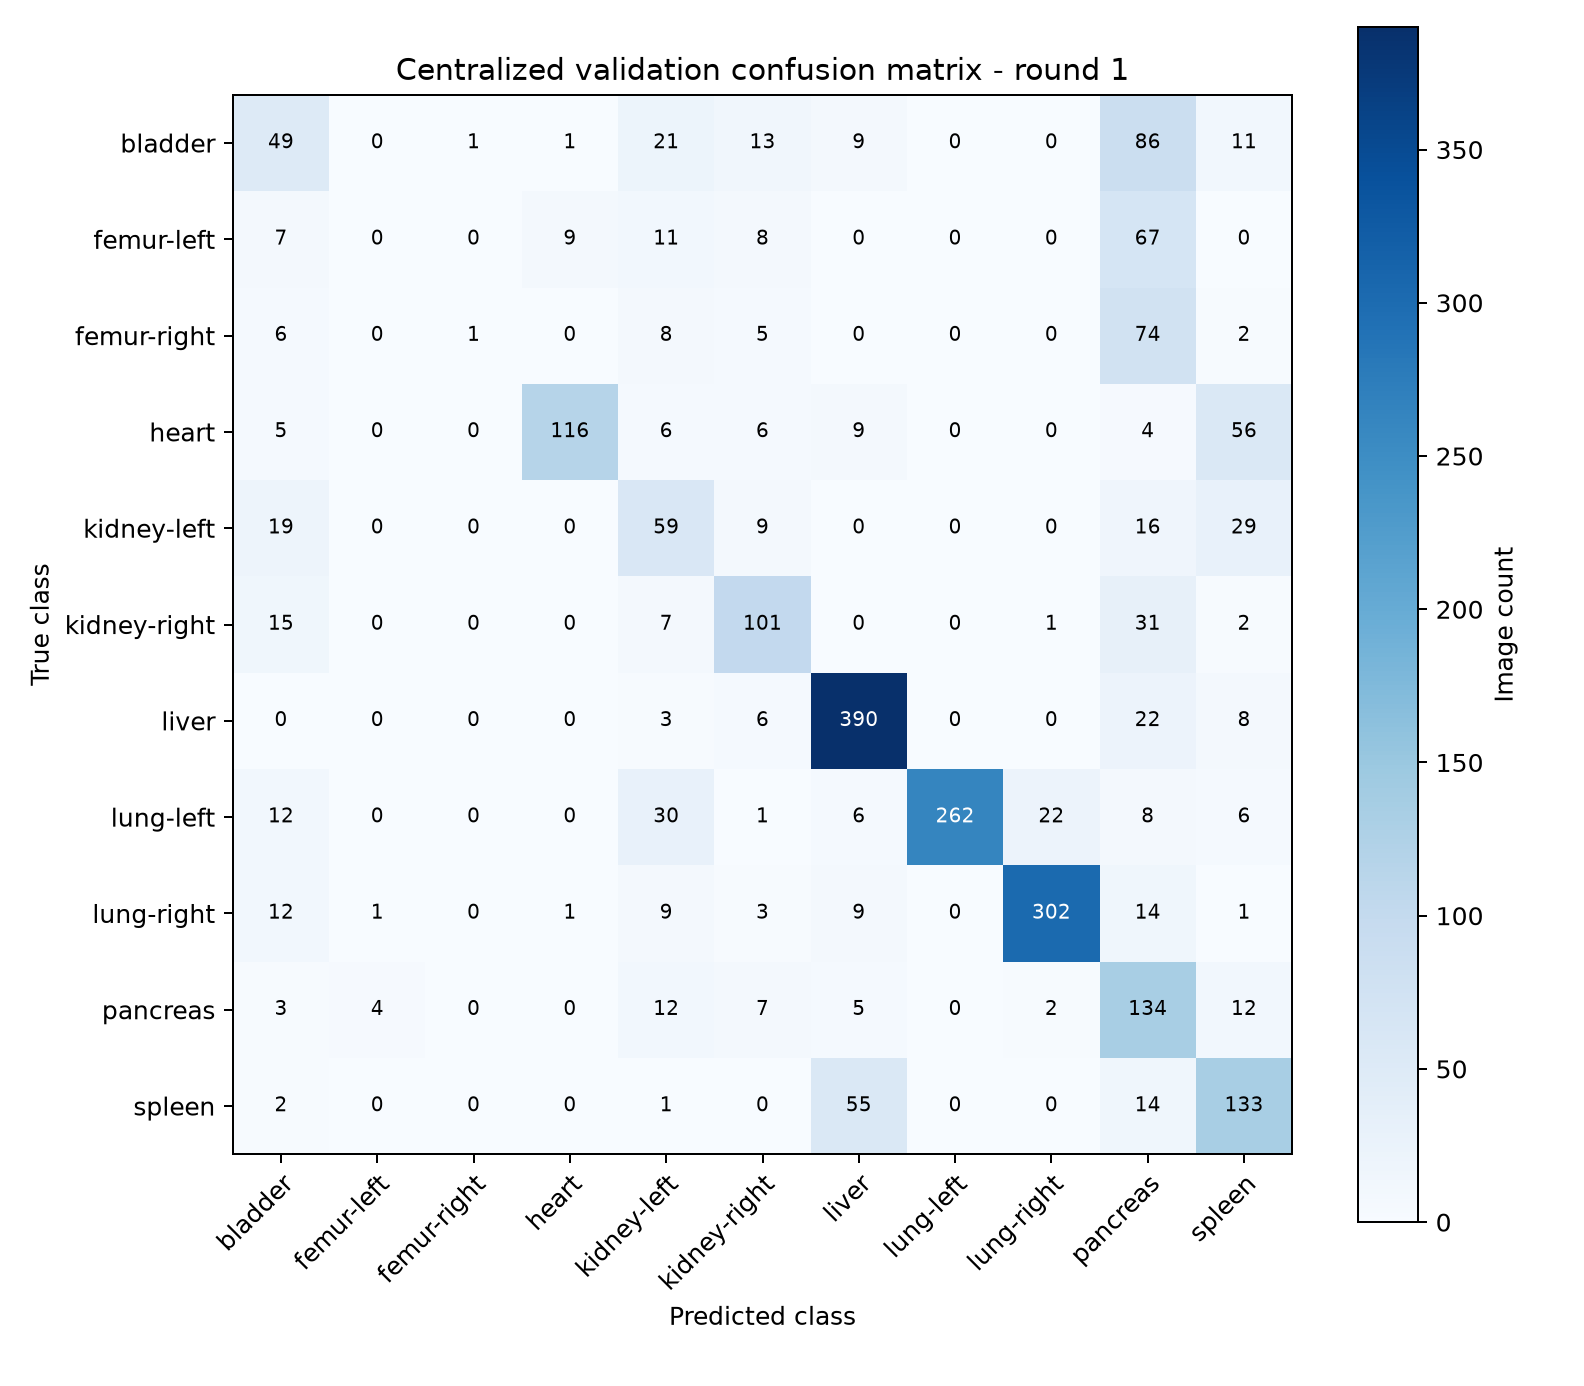 Centralized validation confusion matrix - round 1
bladder 49 0 1 1 21 13 9 0 0 86 11
femur-left 7 0 0 9 11 8 0 0 0 67 0
femur-right 6 0 1 0 8 5 0 0 0 74 2
heart 5 0 0 116 6 6 9 0 0 4 56
kidney-left 19 0 0 0 59 9 0 0 0 16 29
kidney-right 15 0 0 0 7 101 0 0 1 31 2
liver 0 0 0 0 3 6 390 0 0 22 8
lung-left 12 0 0 0 30 1 6 262 22 8 6
lung-right 12 1 0 1 9 3 9 0 302 14 1
pancreas 3 4 0 0 12 7 5 0 2 134 12
spleen 2 0 0 0 1 0 55 0 0 14 133
bladder femur-left femur-right heart kidney-left kidney-right liver lung-left lung-right pancreas spleen
Predicted class
True class
350
300
250
200
150
100
50
0
Image count